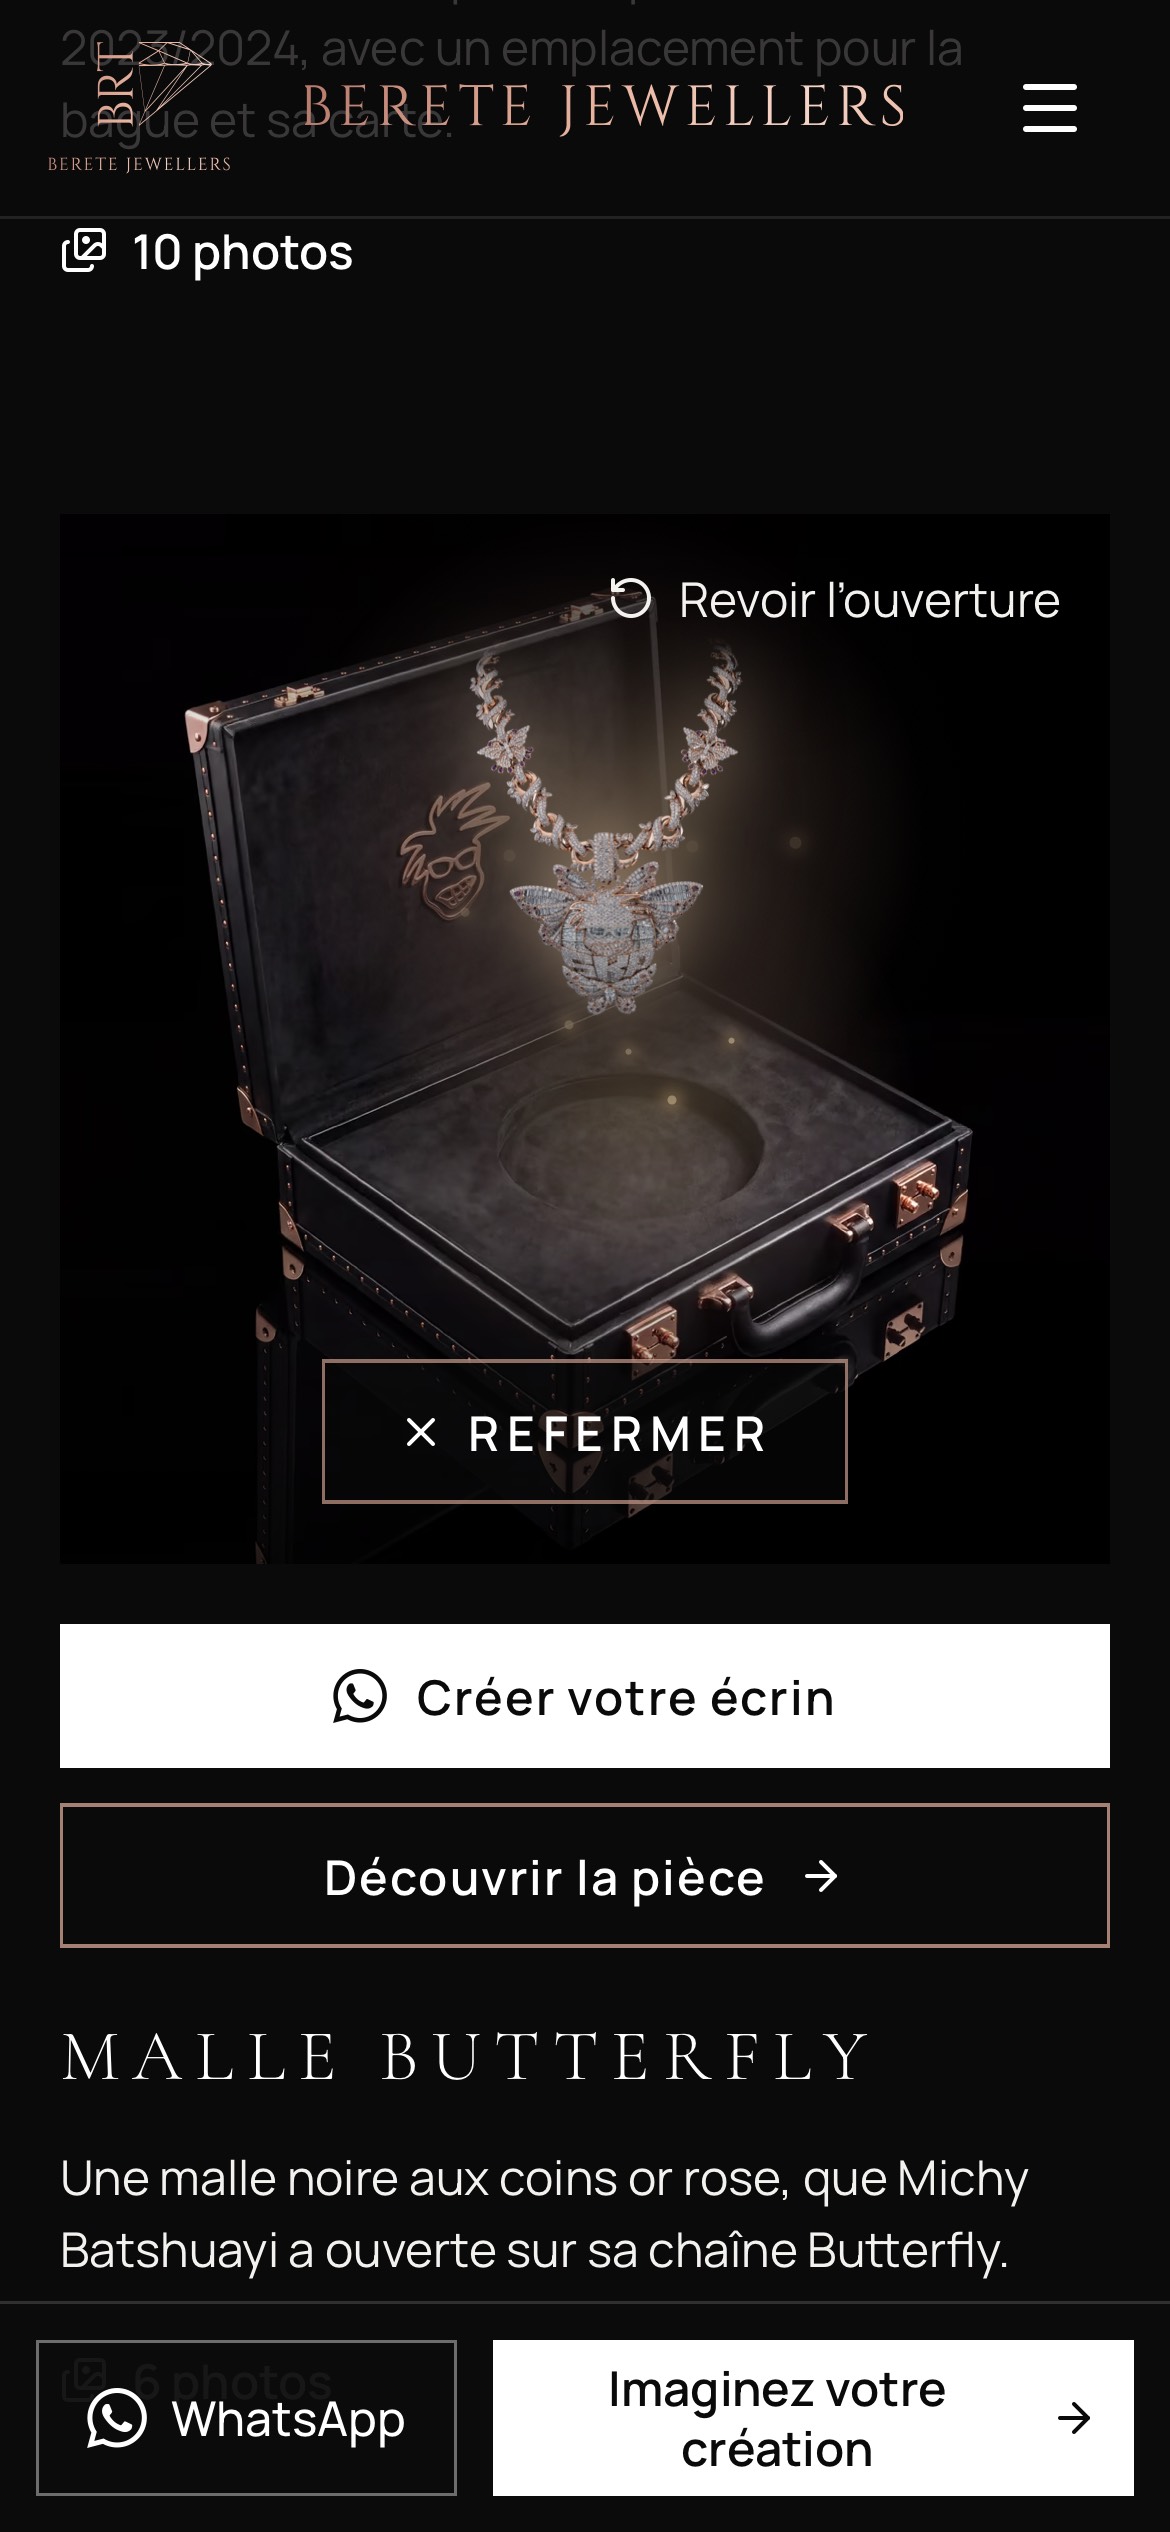 2023/2024, avec un emplacement pour la
bague et sa carte.
BRT
BERETE JEWELLERS
BERETE JEWELLERS
10 photos
Revoir l’ouverture
REFERMER
Créer votre écrin
Découvrir la pièce
MALLE BUTTERFLY
Une malle noire aux coins or rose, que Michy
Batshuayi a ouverte sur sa chaîne Butterfly.
6 photos
WhatsApp
Imaginez votre
création